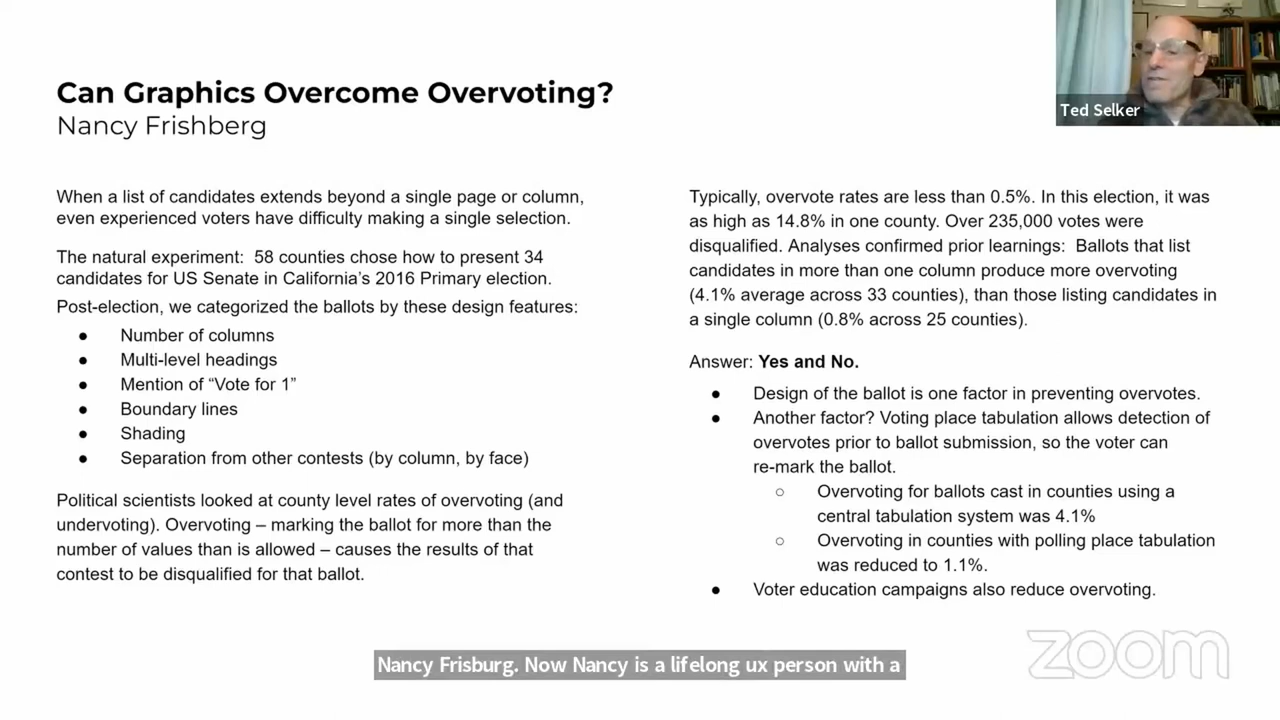 Can Graphics Overcome Overvoting?
Nancy Frishberg
Ted Selker
When a list of candidates extends beyond a single page or column,
even experienced voters have difficulty making a single selection.
The natural experiment:  58 counties chose how to present 34
candidates for US Senate in California's 2016 Primary election.
Post-election, we categorized the ballots by these design features:
● Number of columns
● Multi-level headings
● Mention of “Vote for 1”
● Boundary lines
● Shading
● Separation from other contests (by column, by face)
Political scientists looked at county level rates of overvoting (and
undervoting). Overvoting – marking the ballot for more than the
number of values than is allowed – causes the results of that
contest to be disqualified for that ballot.
Typically, overvote rates are less than 0.5%. In this election, it was
as high as 14.8% in one county. Over 235,000 votes were
disqualified. Analyses confirmed prior learnings:  Ballots that list
candidates in more than one column produce more overvoting
(4.1% average across 33 counties), than those listing candidates in
a single column (0.8% across 25 counties).
Answer: Yes and No.
● Design of the ballot is one factor in preventing overvotes.
● Another factor? Voting place tabulation allows detection of
overvotes prior to ballot submission, so the voter can
re-mark the ballot.
○ Overvoting for ballots cast in counties using a
central tabulation system was 4.1%
○ Overvoting in counties with polling place tabulation
was reduced to 1.1%.
● Voter education campaigns also reduce overvoting.
Nancy Frisburg. Now Nancy is a lifelong ux person with a
zoom